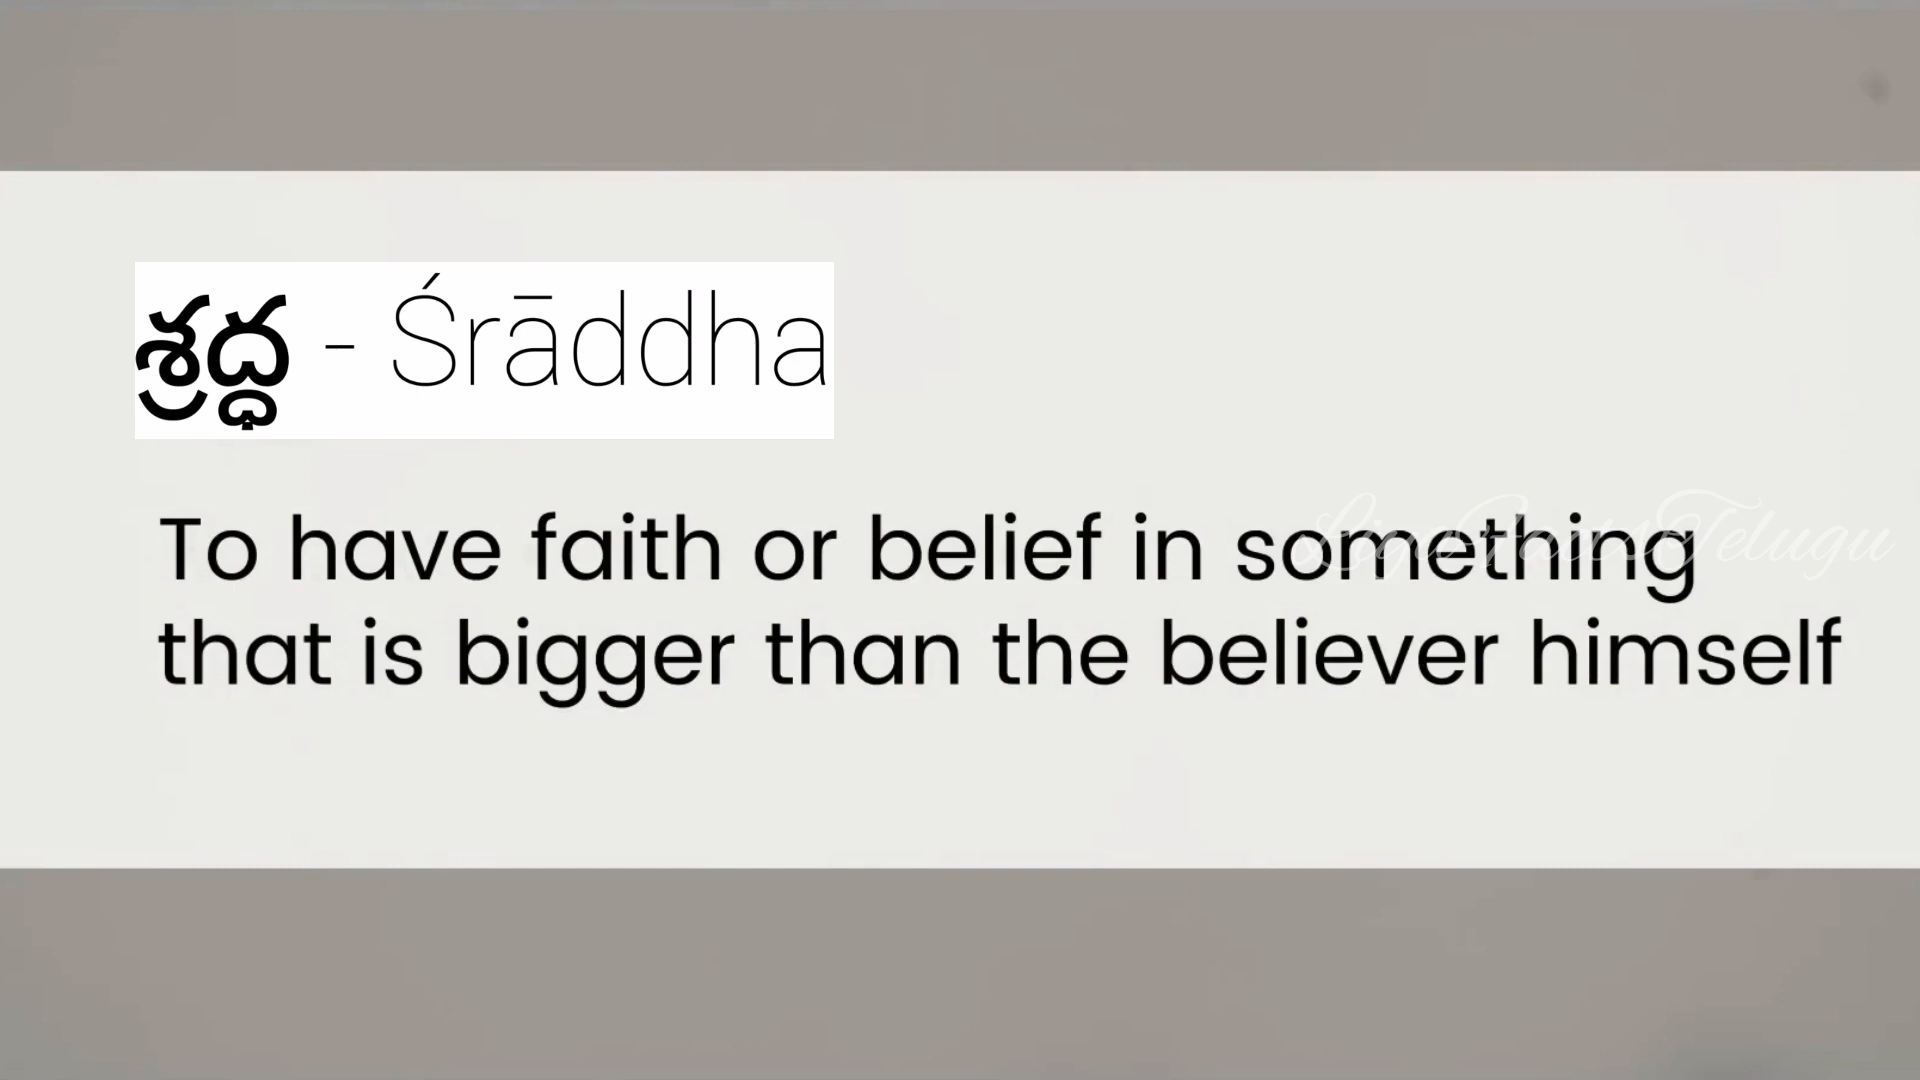 శ్రద్ధ - Śrāddha
To have faith or belief in something
that is bigger than the believer himself